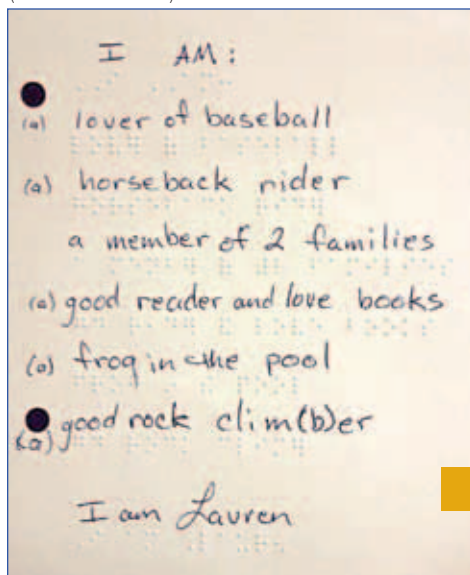 I AM:
(a) lover of baseball
(a) horseback rider
a member of 2 families
(a) good reader and love books
(a) frog in the pool
(a) good rock clim(b)er
I am Lauren